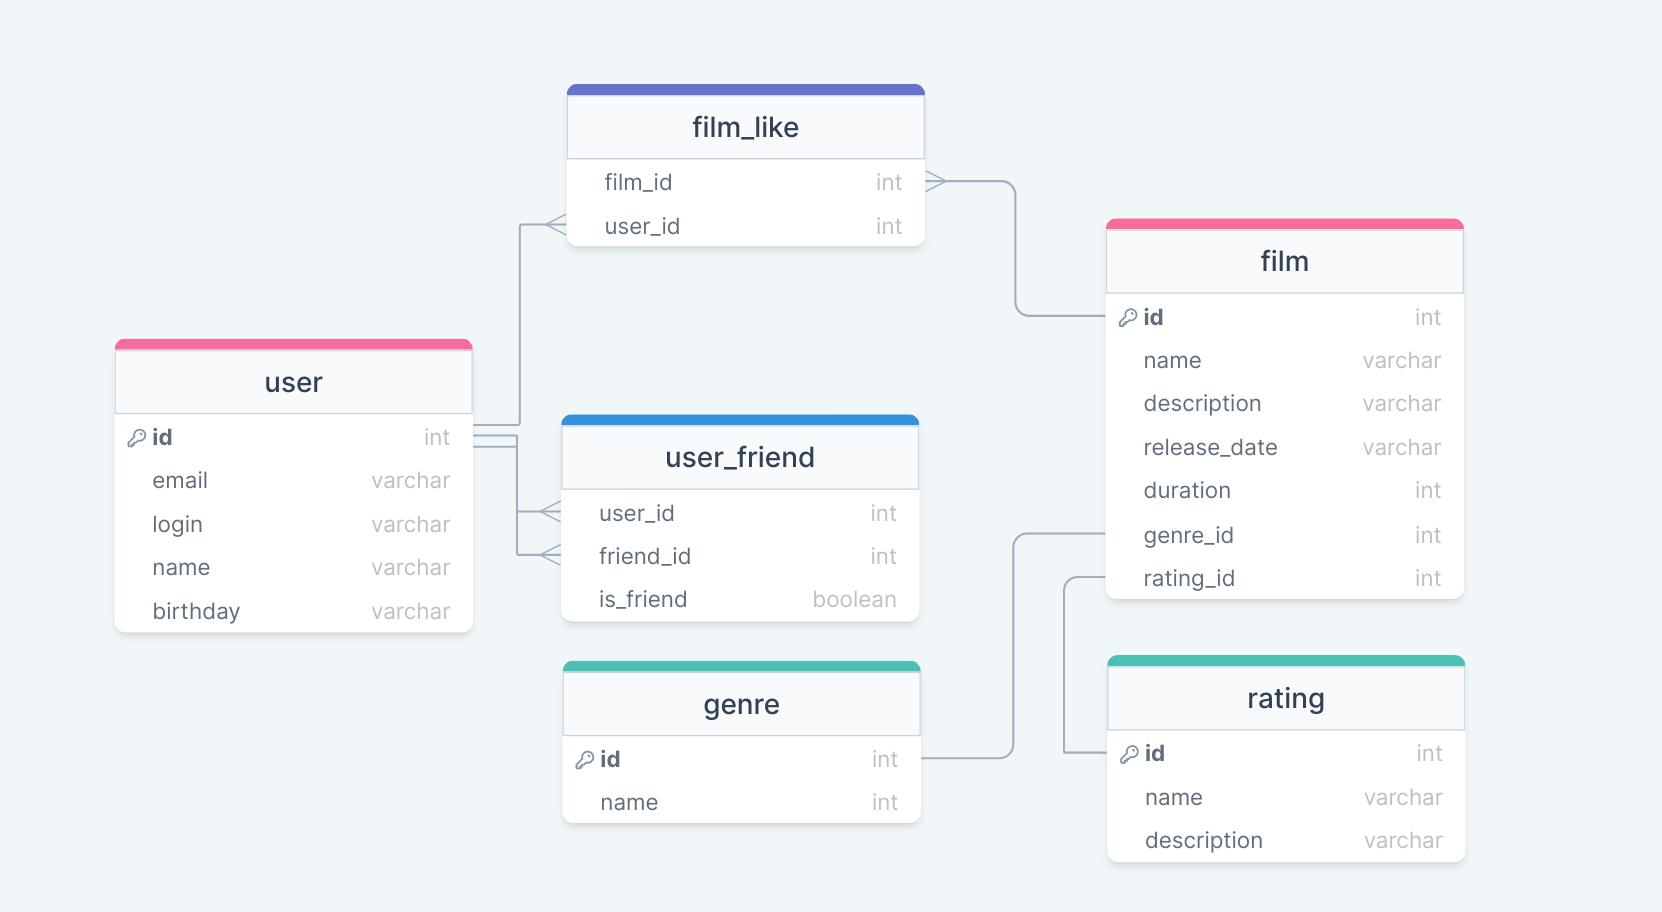 film_like
film_id int
user_id int
film
id int
name varchar
description varchar
release_date varchar
duration int
genre_id int
rating_id int
user
id int
email varchar
login varchar
name varchar
birthday varchar
user_friend
user_id int
friend_id int
is_friend boolean
genre
id int
name int
rating
id int
name varchar
description varchar